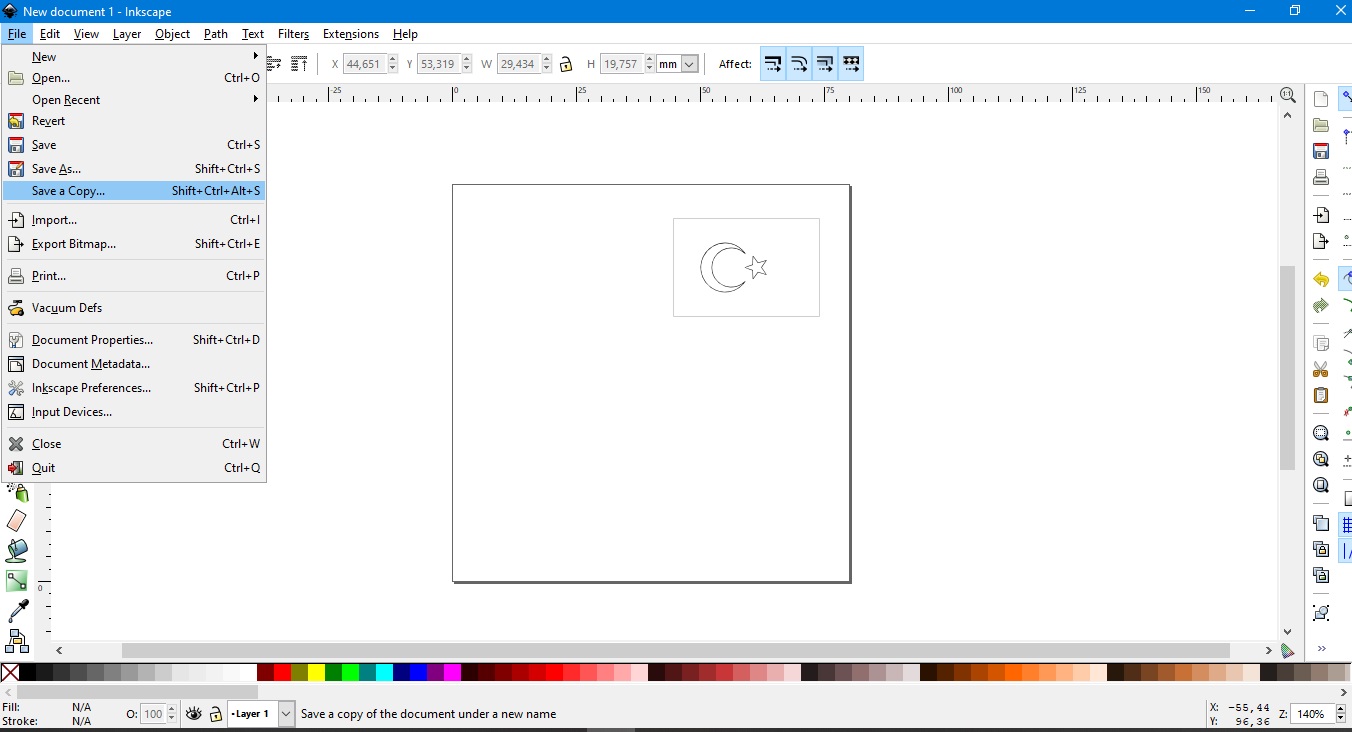 New document 1 - Inkscape
File Edit View Layer Object Path Text Filters Extensions Help
X 44,651 Y 53,319 W 29,434 H 19,757 mm Affect:
New
Open... Ctrl+O
Open Recent
Revert
Save Ctrl+S
Save As... Shift+Ctrl+S
Save a Copy... Shift+Ctrl+Alt+S
Import... Ctrl+I
Export Bitmap... Shift+Ctrl+E
Print... Ctrl+P
Vacuum Defs
Document Properties... Shift+Ctrl+D
Document Metadata...
Inkscape Preferences... Shift+Ctrl+P
Input Devices...
Close Ctrl+W
Quit Ctrl+Q
-25 0 25 50 75 100 125 150 1:1
0
Fill: N/A
Stroke: N/A
O: 100 •Layer 1 Save a copy of the document under a new name
X: -55,44
Y: 96,36
Z: 140%